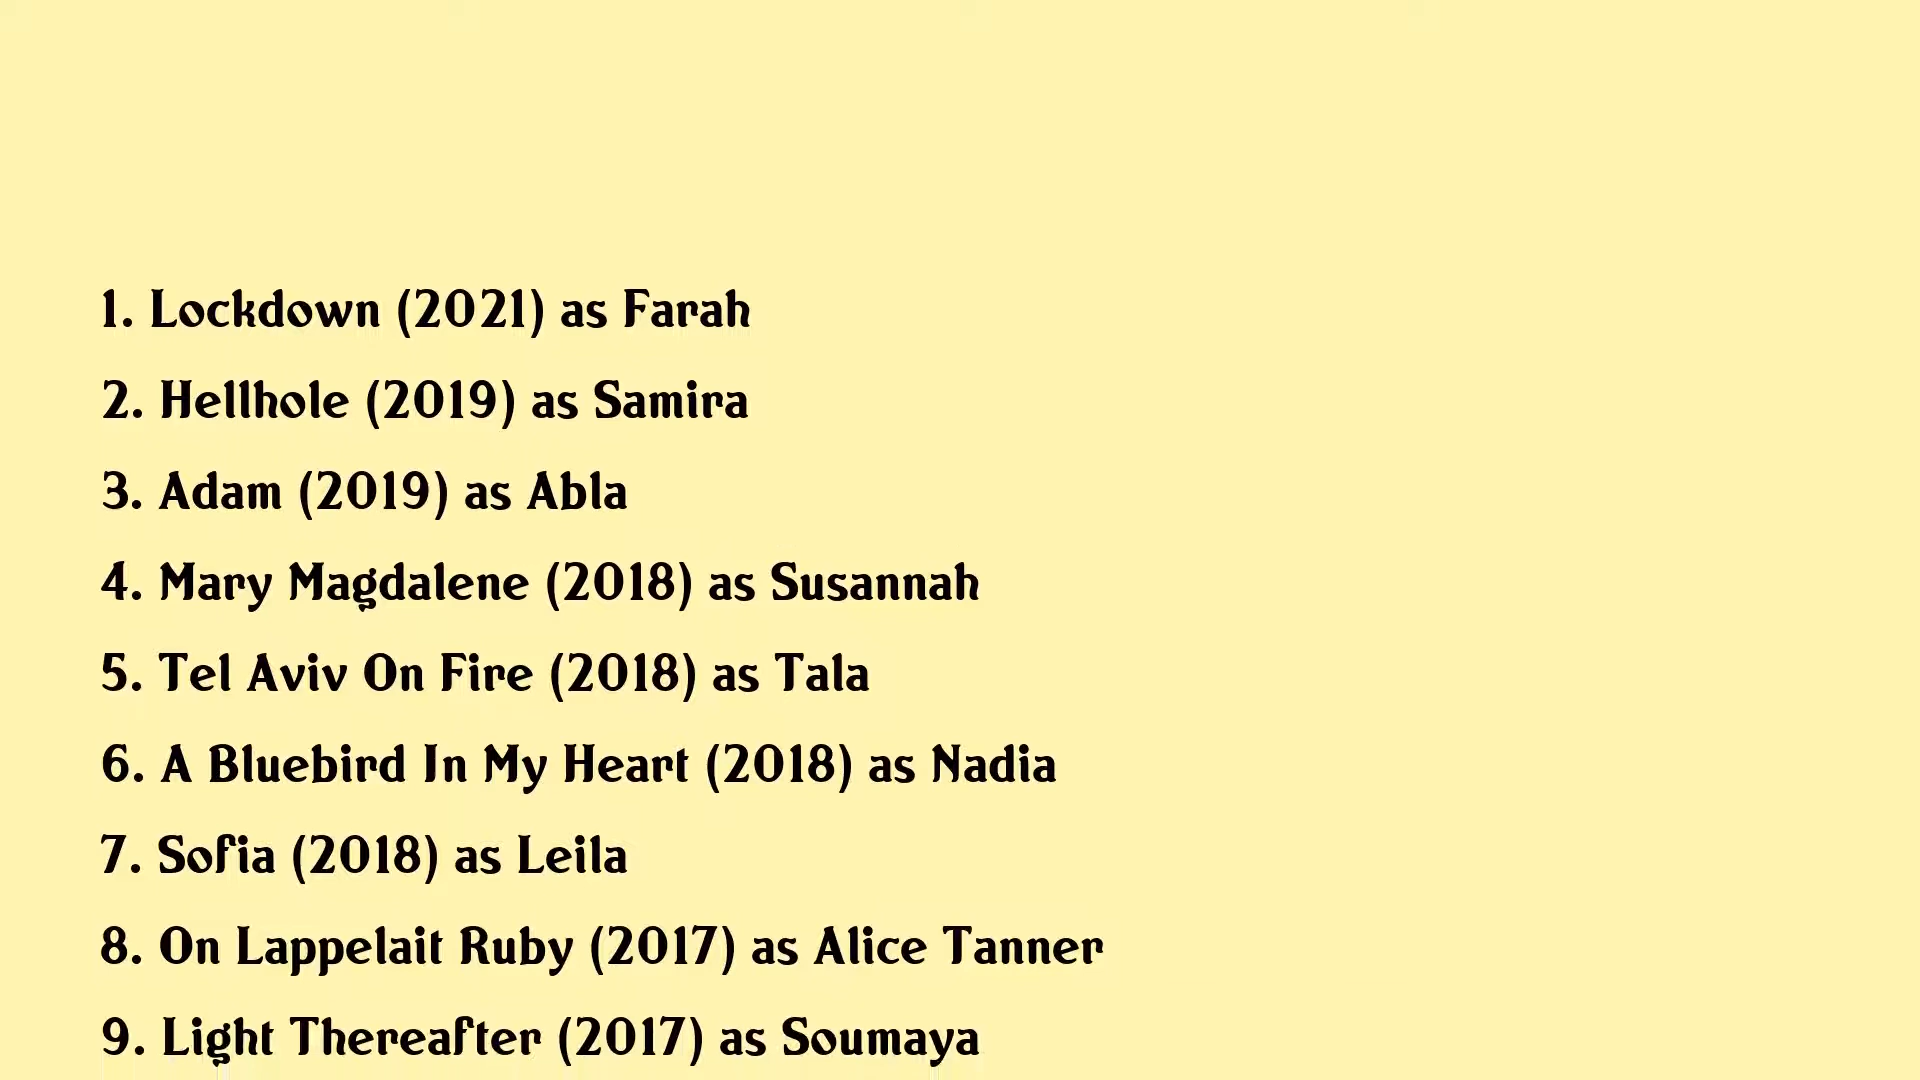 1. Lockdown (2021) as Farah
2. Hellhole (2019) as Samira
3. Adam (2019) as Abla
4. Mary Magdalene (2018) as Susannah
5. Tel Aviv On Fire (2018) as Tala
6. A Bluebird In My Heart (2018) as Nadia
7. Sofia (2018) as Leila
8. On Lappelait Ruby (2017) as Alice Tanner
9. Light Thereafter (2017) as Soumaya